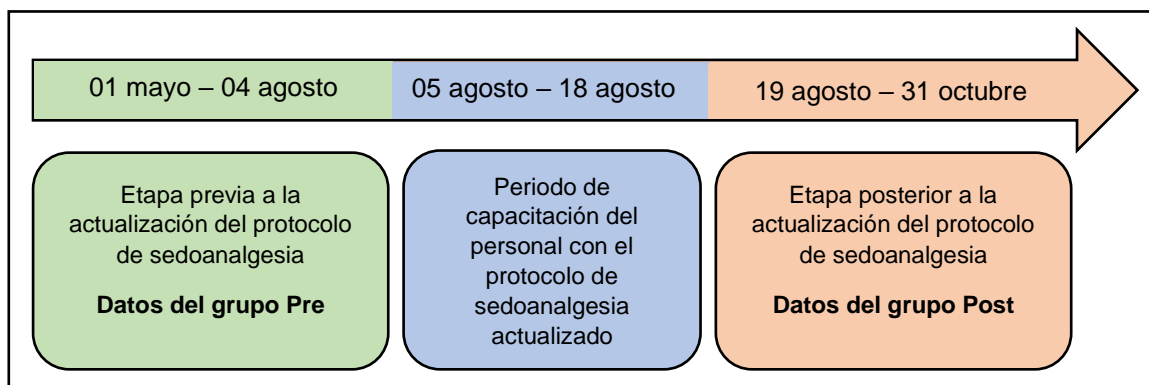 01 mayo – 04 agosto
05 agosto – 18 agosto
19 agosto – 31 octubre
Etapa previa a la
actualización del protocolo
de sedoanalgesia
Datos del grupo Pre
Periodo de
capacitación del
personal con el
protocolo de
sedoanalgesia
actualizado
Etapa posterior a la
actualización del protocolo
de sedoanalgesia
Datos del grupo Post